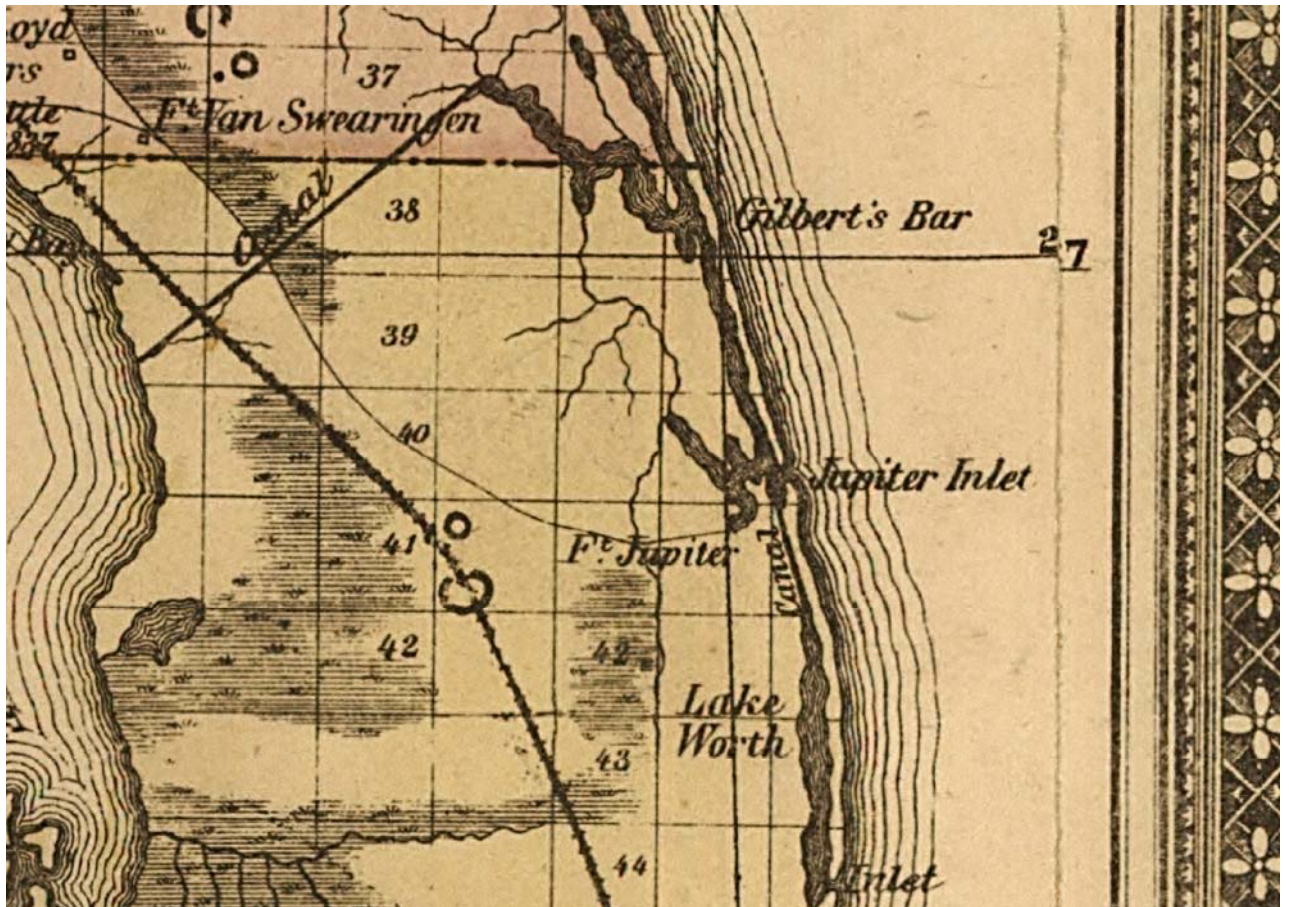 oyd
rs
37
Ft. Van Swearingen
ttle
837
Canal
38
Gilbert's Bar
27
39
40
Jupiter Inlet
41
Ft. Jupiter
Canal
42
42
Lake
Worth
43
44
Inlet